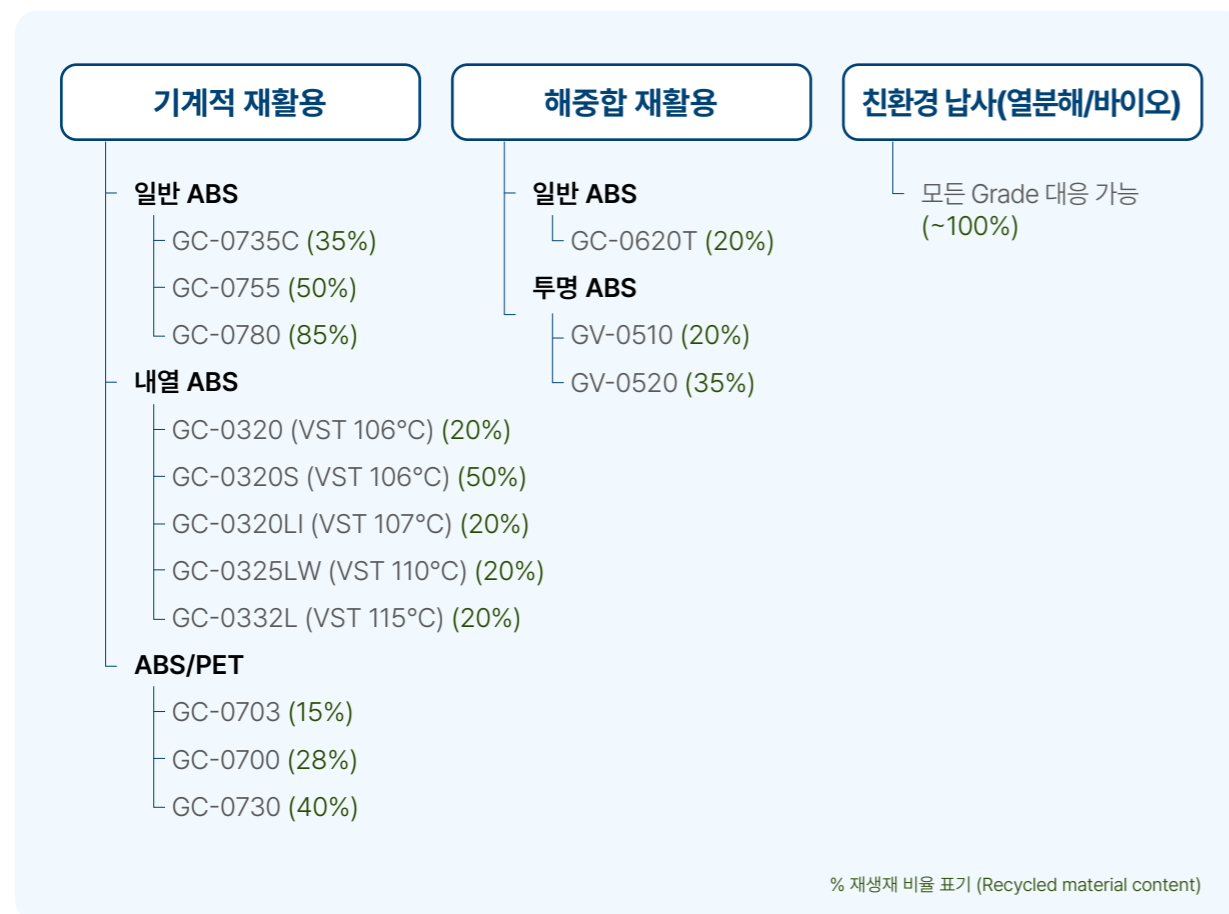 기계적 재활용
일반 ABS
GC-0735C (35%)
GC-0755 (50%)
GC-0780 (85%)
내열 ABS
GC-0320 (VST 106°C) (20%)
GC-0320S (VST 106°C) (50%)
GC-0320LI (VST 107°C) (20%)
GC-0325LW (VST 110°C) (20%)
GC-0332L (VST 115°C) (20%)
ABS/PET
GC-0703 (15%)
GC-0700 (28%)
GC-0730 (40%)
해중합 재활용
일반 ABS
GC-0620T (20%)
투명 ABS
GV-0510 (20%)
GV-0520 (35%)
친환경 납사(열분해/바이오)
모든 Grade 대응 가능
(~100%)
% 재생재 비율 표기 (Recycled material content)